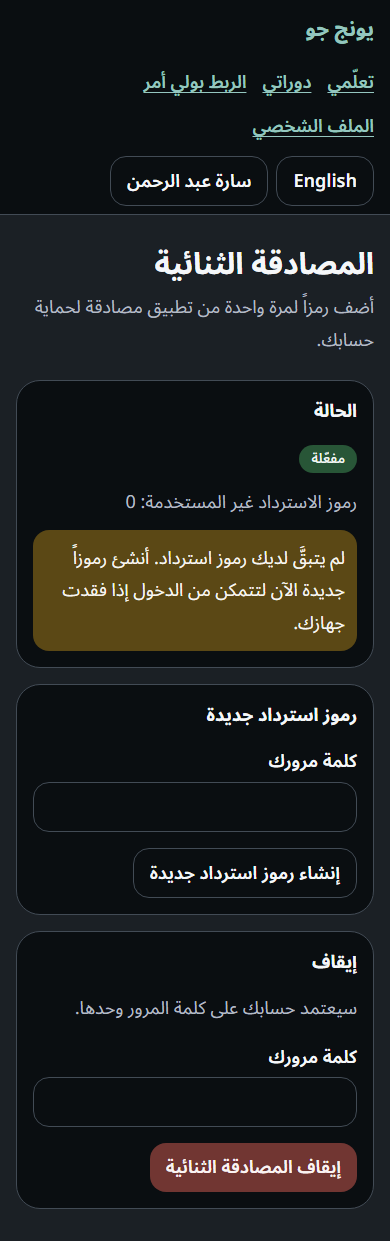 يونج جو
تعلّمي دوراتي الربط بولي أمر
الملف الشخصي
English سارة عبد الرحمن
المصادقة الثنائية
أضف رمزاً لمرة واحدة من تطبيق مصادقة لحماية
حسابك.
الحالة
مفعّلة
رموز الاسترداد غير المستخدمة: 0
لم يتبقَّ لديك رموز استرداد. أنشئ رموزاً
جديدة الآن لتتمكن من الدخول إذا فقدت
جهازك.
رموز استرداد جديدة
كلمة مرورك
إنشاء رموز استرداد جديدة
إيقاف
سيعتمد حسابك على كلمة المرور وحدها.
كلمة مرورك
إيقاف المصادقة الثنائية